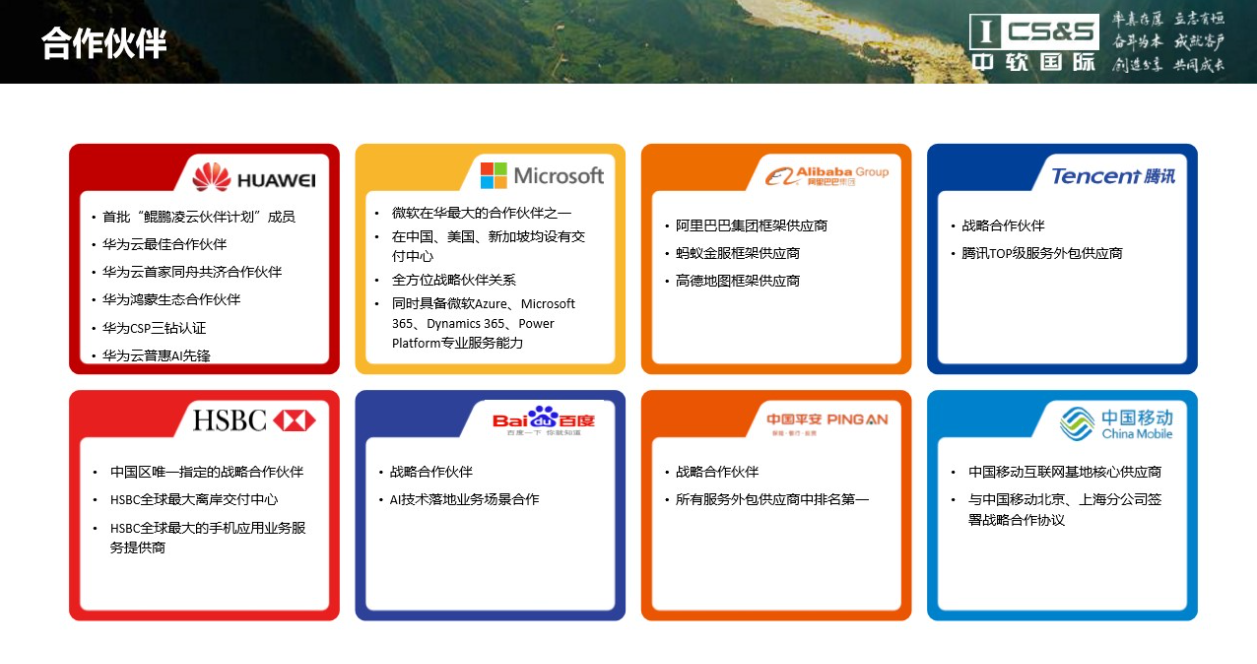 合作伙伴
I CS&S
中软国际
率真存厚 立志有恒
奋斗为本 成就客户
创造分享 共同成长
HUAWEI
• 首批“鲲鹏凌云伙伴计划”成员
• 华为云最佳合作伙伴
• 华为云首家同舟共济合作伙伴
• 华为鸿蒙生态合作伙伴
• 华为CSP三钻认证
• 华为云普惠AI先锋
Microsoft
• 微软在华最大的合作伙伴之一
• 在中国、美国、新加坡均设有交
付中心
• 全方位战略伙伴关系
• 同时具备微软Azure、Microsoft
365、Dynamics 365、Power
Platform专业服务能力
Alibaba Group
阿里巴巴集团
• 阿里巴巴集团框架供应商
• 蚂蚁金服框架供应商
• 高德地图框架供应商
Tencent 腾讯
• 战略合作伙伴
• 腾讯TOP级服务外包供应商
HSBC
• 中国区唯一指定的战略合作伙伴
• HSBC全球最大离岸交付中心
• HSBC全球最大的手机应用业务服
务提供商
Bai du 百度
百度一下 你就知道
• 战略合作伙伴
• AI技术落地业务场景合作
中国平安 PING AN
保险·银行·投资
• 战略合作伙伴
• 所有服务外包供应商中排名第一
中国移动
China Mobile
• 中国移动互联网基地核心供应商
• 与中国移动北京、上海分公司签
署战略合作协议